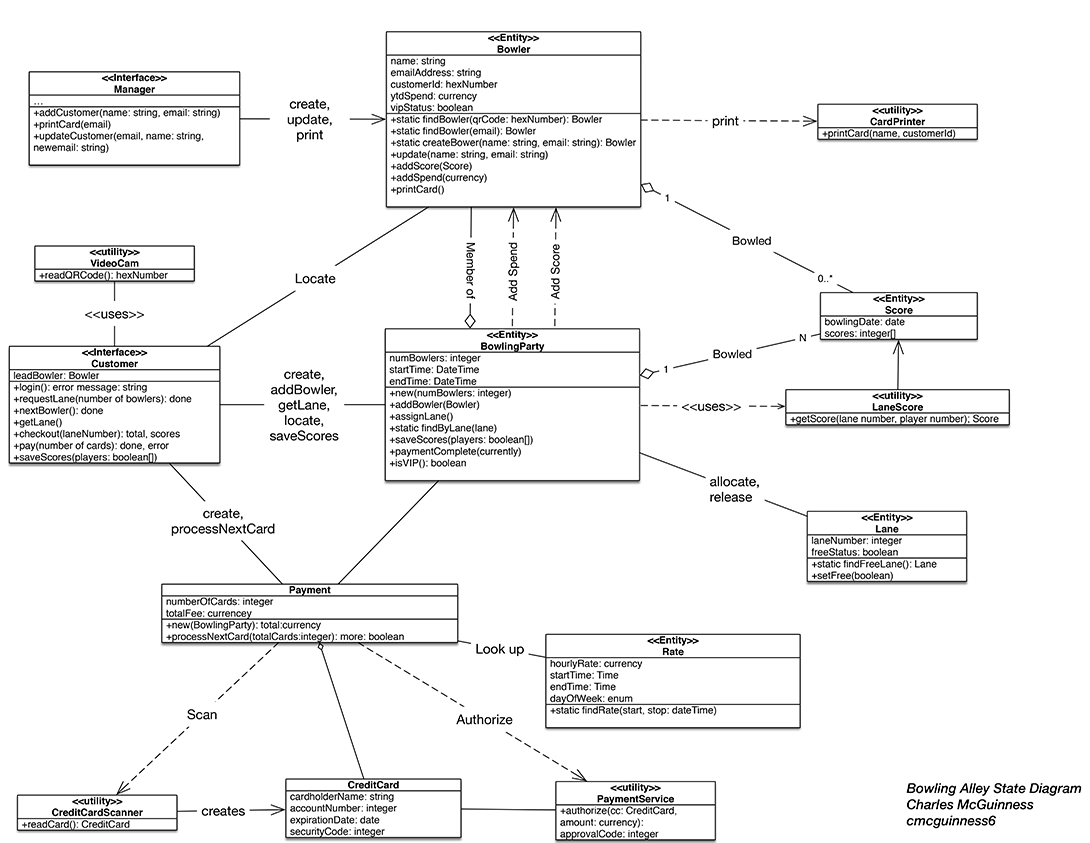 <<Entity>>
Bowler
name: string
emailAddress: string
customerId: hexNumber
ytdSpend: currency
vipStatus: boolean
+static findBowler(qrCode: hexNumber): Bowler
+static findBowler(email): Bowler
+static createBower(name: string, email: string): Bowler
+update(name: string, email: string)
+addScore(Score)
+addSpend(currency)
+printCard()
<<Interface>>
Manager
...
+addCustomer(name: string, email: string)
+printCard(email)
+updateCustomer(email, name: string,
newemail: string)
create,
update,
print
print
<<utility>>
CardPrinter
+printCard(name, customerId)
1
Bowled
0..*
<<utility>>
VideoCam
+readQRCode(): hexNumber
<<uses>>
Locate
Member of
Add Spend
Add Score
<<Entity>>
Score
bowlingDate: date
scores: integer[]
<<Interface>>
Customer
leadBowler: Bowler
+login(): error message: string
+requestLane(number of bowlers): done
+nextBowler(): done
+getLane()
+checkout(laneNumber): total, scores
+pay(number of cards): done, error
+saveScores(players: boolean[])
create,
addBowler,
getLane,
locate,
saveScores
<<Entity>>
BowlingParty
numBowlers: integer
startTime: DateTime
endTime: DateTime
+new(numBowlers: integer)
+addBowler(Bowler)
+assignLane()
+static findByLane(lane)
+saveScores(players: boolean[])
+paymentComplete(currently)
+isVIP(): boolean
1
Bowled
N
<<uses>>
<<utility>>
LaneScore
+getScore(lane number, player number); Score
allocate,
release
<<Entity>>
Lane
laneNumber: integer
freeStatus: boolean
+static findFreeLane(): Lane
+setFree(boolean)
create,
processNextCard
Payment
numberOfCards: integer
totalFee: currencey
+new(BowlingParty): total:currency
+processNextCard(totalCards:integer): more: boolean
Look up
<<Entity>>
Rate
hourlyRate: currency
startTime: Time
endTime: Time
dayOfWeek: enum
+static findRate(start, stop: dateTime)
Scan
Authorize
<<utility>>
CreditCardScanner
+readCard(): CreditCard
creates
CreditCard
cardholderName: string
accountNumber: integer
expirationDate: date
securityCode: integer
<<utility>>
PaymentService
+authorize(cc: CreditCard,
amount: currency):
approvalCode: integer
Bowling Alley State Diagram
Charles McGuinness
cmcguinness6